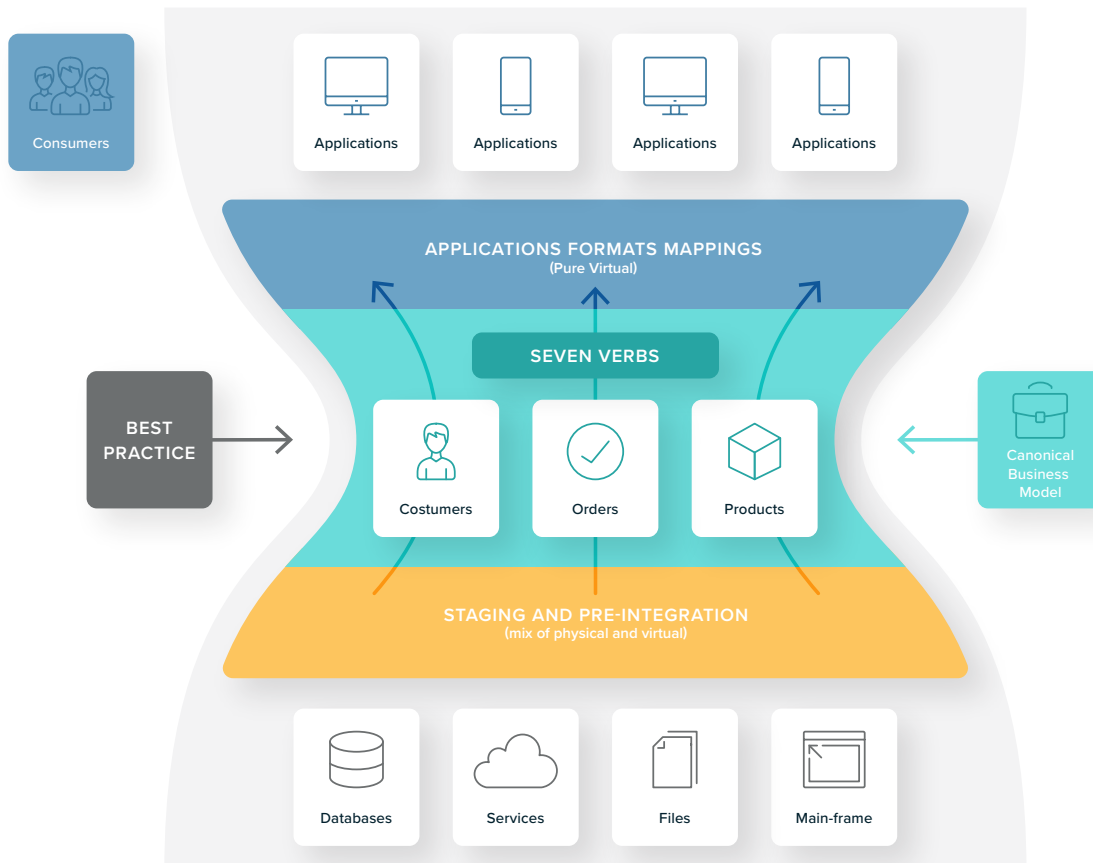 Consumers
Applications
Applications
Applications
Applications
APPLICATIONS FORMATS MAPPINGS
(Pure Virtual)
SEVEN VERBS
BEST
PRACTICE
Costumers
Orders
Products
Canonical
Business
Model
STAGING AND PRE-INTEGRATION
(mix of physical and virtual)
Databases
Services
Files
Main-frame